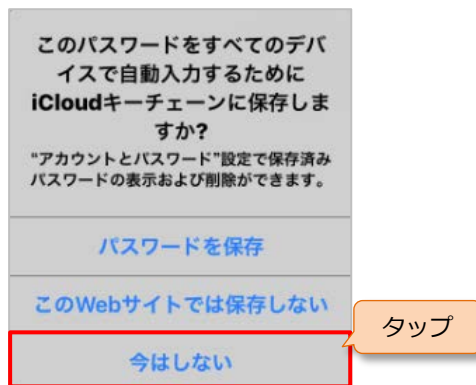 このパスワードをすべてのデバ
イスで自動入力するために
iCloudキーチェーンに保存しま
すか?
“アカウントとパスワード”設定で保存済み
パスワードの表示および削除ができます。
パスワードを保存
このWebサイトでは保存しない
タップ
今はしない